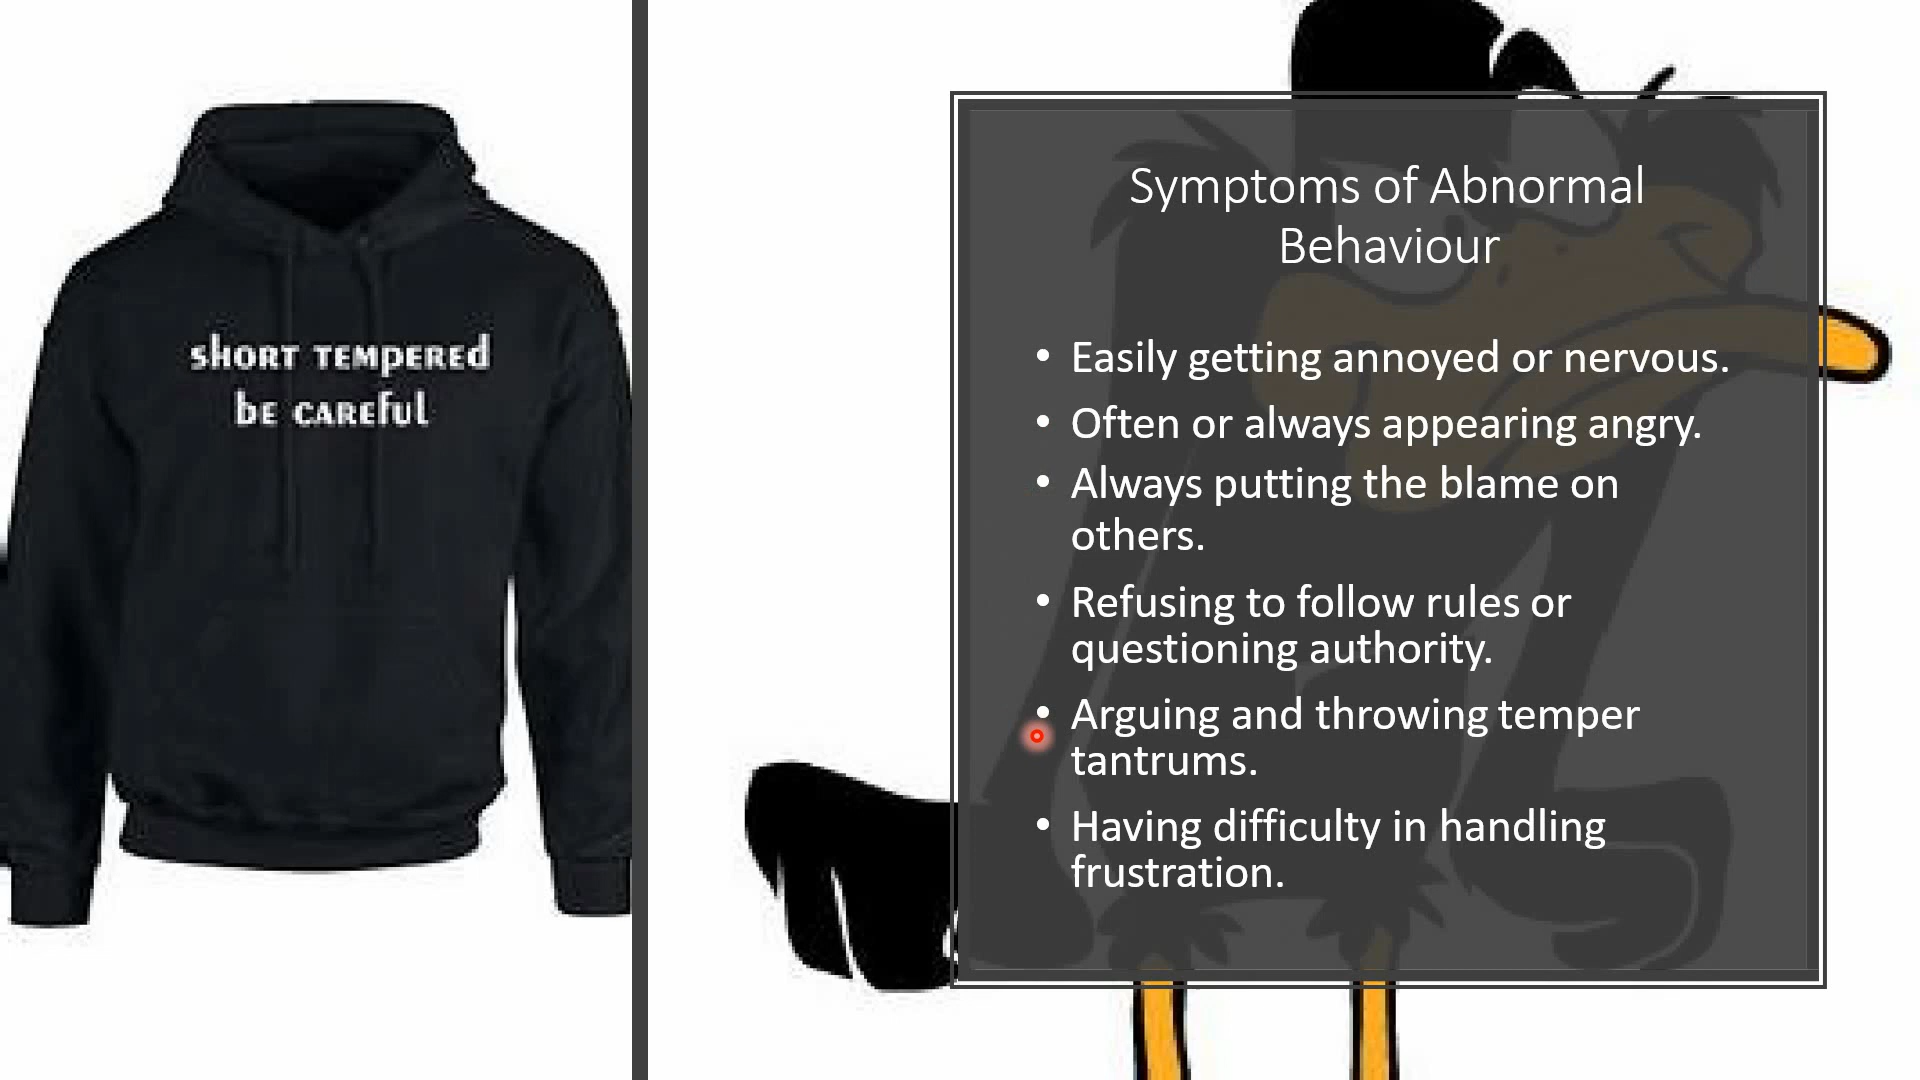 short tempered
be careful
Symptoms of Abnormal
Behaviour
• Easily getting annoyed or nervous.
• Often or always appearing angry.
• Always putting the blame on
others.
• Refusing to follow rules or
questioning authority.
• Arguing and throwing temper
tantrums.
• Having difficulty in handling
frustration.